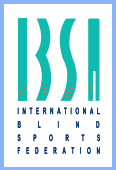 IBSA
INTERNATIONAL
BLIND
SPORTS
FEDERATION